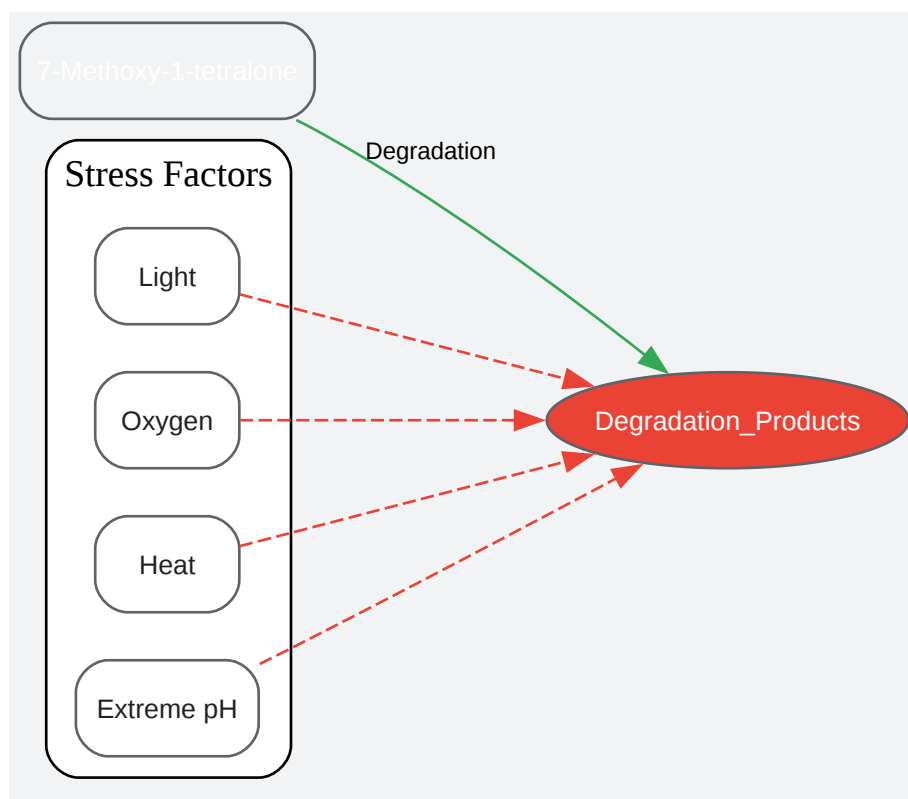 7-Methoxy-1-tetralone
Degradation
Stress Factors
Light
Oxygen
Degradation_Products
Heat
Extreme pH